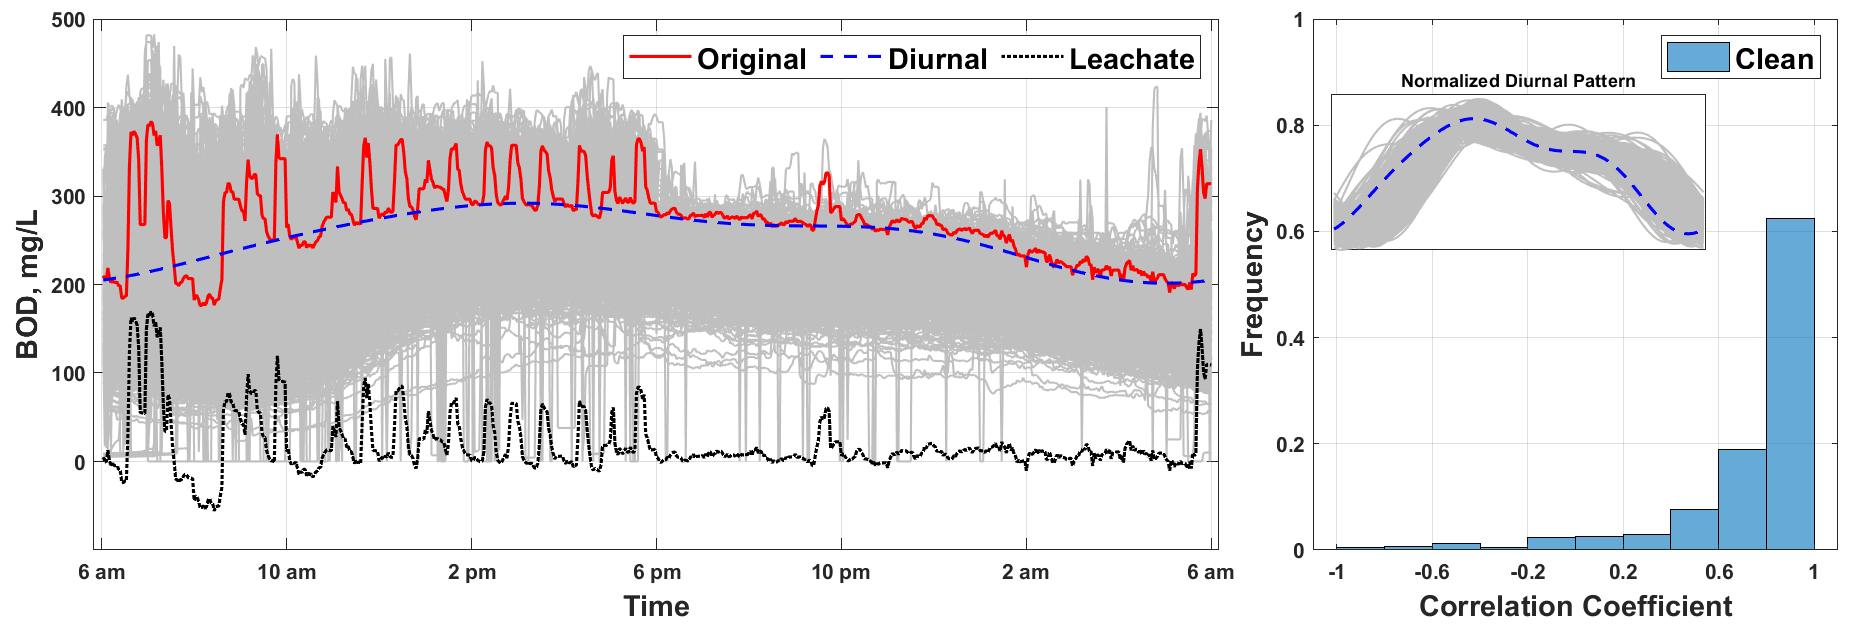 500
400
300
200
100
0
BOD, mg/L
Original
Diurnal
Leachate
6 am
10 am
2 pm
6 pm
10 pm
2 am
6 am
Time
1
0.8
0.6
0.4
0.2
0
Frequency
Clean
Normalized Diurnal Pattern
-1
-0.6
-0.2
0.2
0.6
1
Correlation Coefficient